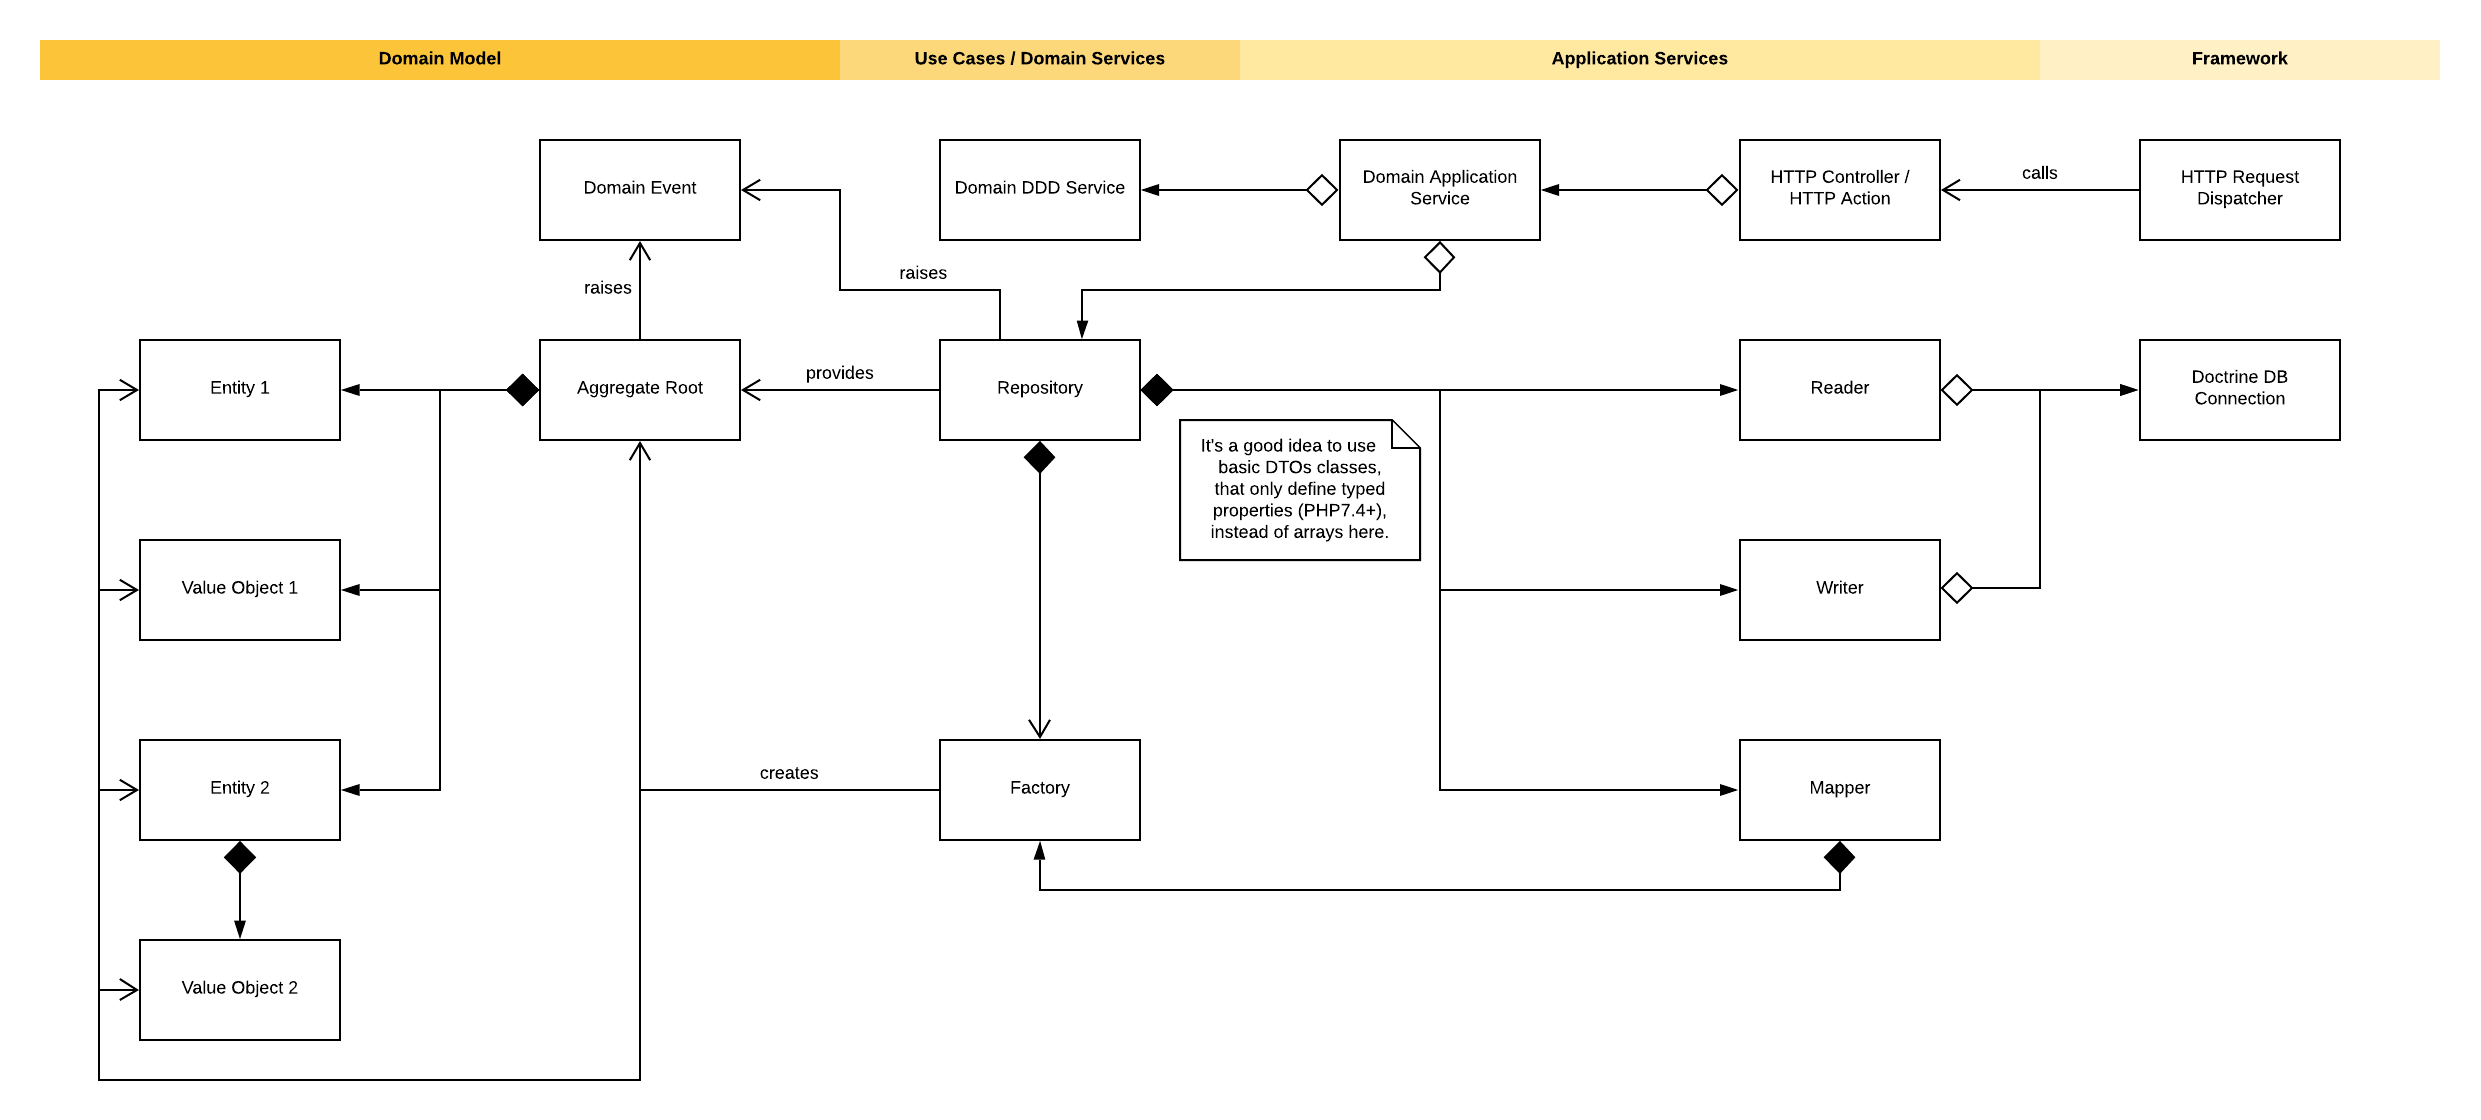 Domain Model
Use Cases / Domain Services
Application Services
Framework
Domain Event
Domain DDD Service
Domain Application
Service
HTTP Controller /
HTTP Action
calls
HTTP Request
Dispatcher
raises
raises
Entity 1
Aggregate Root
provides
Repository
Reader
Doctrine DB
Connection
It's a good idea to use
basic DTOs classes,
that only define typed
properties (PHP7.4+),
instead of arrays here.
Value Object 1
Writer
Entity 2
creates
Factory
Mapper
Value Object 2